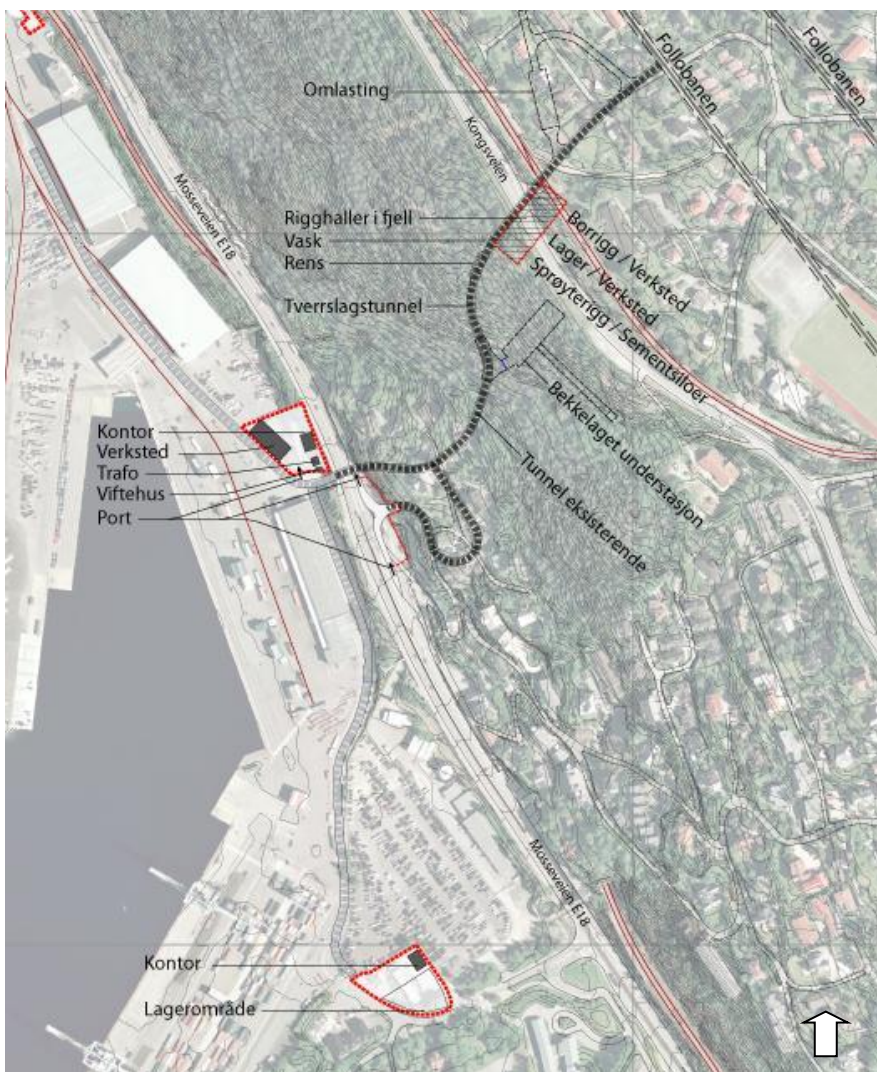 Follobanen
Follobanen
Omlasting
Kongsveien
Mosseveien E18
Rigghaller i fjell
Vask
Rens
Borrigg / Verksted
Lager / Verksted
Sprøyterigg / Sementsiloer
Tverrslagstunnel
Bekkelaget understasjon
Tunnel eksisterende
Kontor
Verksted
Trafo
Viftehus
Port
Mosseveien E18
Kontor
Lagerområde